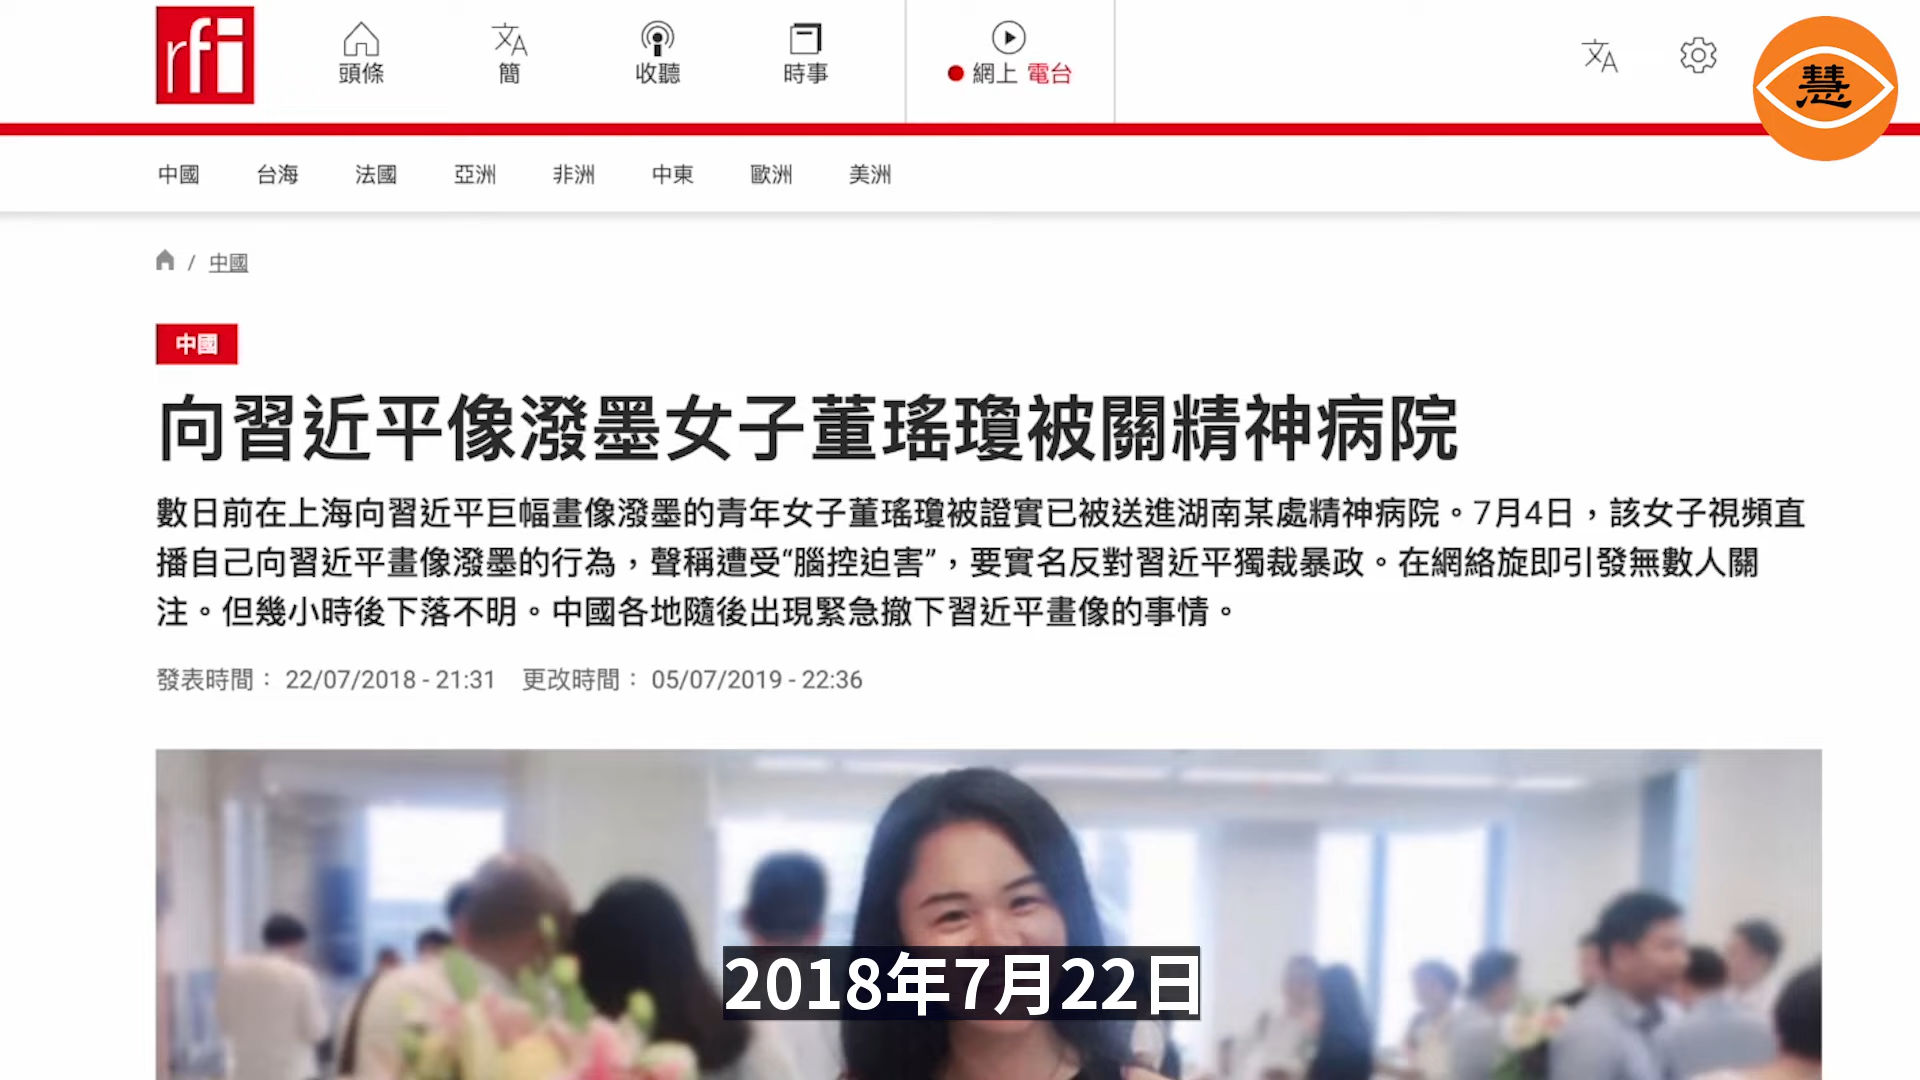 rfi
頭條
簡
收聽
時事
網上 電台
慧
中國 台海 法國 亞洲 非洲 中東 歐洲 美洲
/ 中國
中國
向習近平像潑墨女子董瑤瓊被關精神病院
數日前在上海向習近平巨幅畫像潑墨的青年女子董瑤瓊被證實已被送進湖南某處精神病院。7月4日，該女子視頻直
播自己向習近平畫像潑墨的行為，聲稱遭受“腦控迫害”，要實名反對習近平獨裁暴政。在網絡旋即引發無數人關
注。但幾小時後下落不明。中國各地隨後出現緊急撤下習近平畫像的事情。
發表時間： 22/07/2018 - 21:31 更改時間： 05/07/2019 - 22:36
2018年7月22日